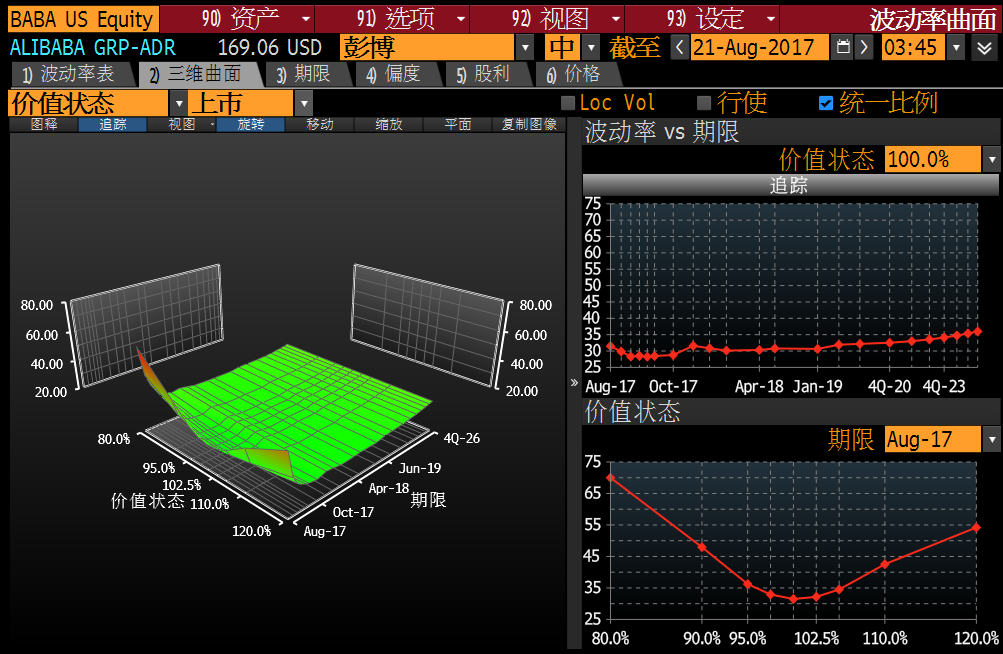 BABA US Equity 90) 资产 91) 选项 92) 视图 93) 设定 波动率曲面
ALIBABA GRP-ADR 169.06 USD 彭博 中 截至 < 21-Aug-2017 > 03:45
1) 波动率表 2) 三维曲面 3) 期限 4) 偏度 5) 股利 6) 价格
价值状态 上市 Loc Vol 行使 统一比例
图释 追踪 视图 旋转 移动 缩放 平面 复制图像
波动率 vs 期限
价值状态 100.0%
追踪
75
70
65
60
55
50
45
40
35
30
25
Aug-17 Oct-17 Apr-18 Jan-19 4Q-20 4Q-23
80.00 80.00
60.00 60.00
40.00 40.00
20.00 20.00
»
80.0% 4Q-26
95.0% Jun-19
102.5% Apr-18
价值状态 110.0% 期限
Oct-17
120.0% Aug-17
价值状态
期限 Aug-17
75
65
55
45
35
25
80.0% 90.0% 95.0% 102.5% 110.0% 120.0%